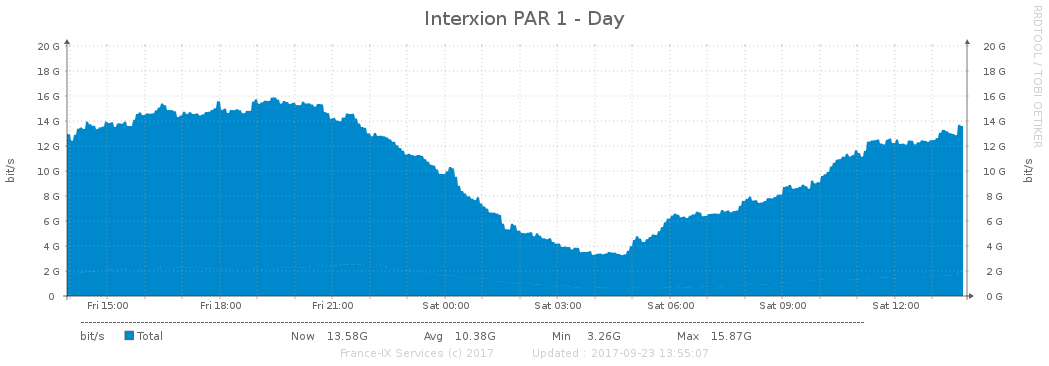 Interxion PAR 1 - Day
RRDTOOL / TOBI OETIKER
20 G 20 G
18 G 18 G
16 G 16 G
14 G 14 G
12 G 12 G
10 G 10 G
8 G 8 G
6 G 6 G
4 G 4 G
2 G 2 G
0 0 G
bit/s
bit/s
Fri 15:00 Fri 18:00 Fri 21:00 Sat 00:00 Sat 03:00 Sat 06:00 Sat 09:00 Sat 12:00
bit/s Total Now 13.58G Avg 10.38G Min 3.26G Max 15.87G
France-IX Services (c) 2017 Updated : 2017-09-23 13:55:07